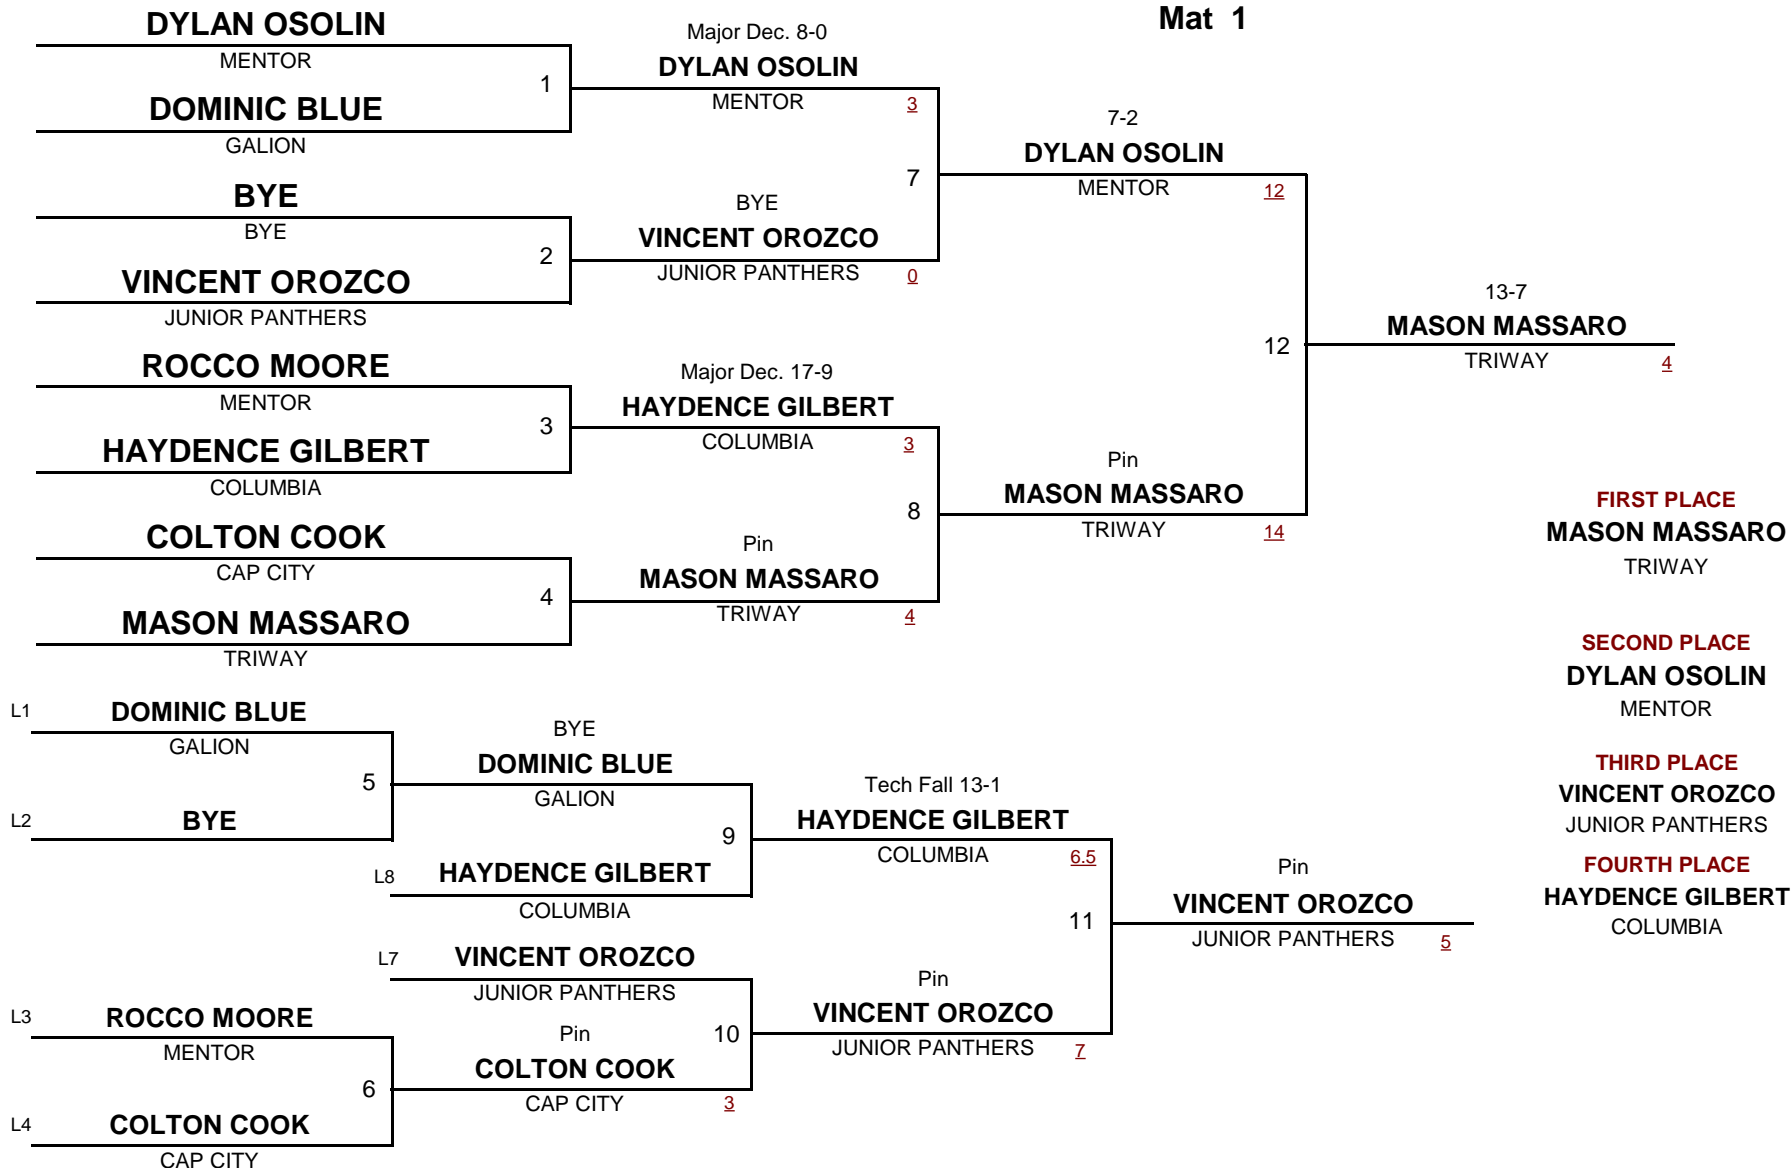 Mat 1
DYLAN OSOLIN
MENTOR
1
DOMINIC BLUE
GALION
Major Dec. 8-0
DYLAN OSOLIN
MENTOR
3
BYE
BYE
2
VINCENT OROZCO
JUNIOR PANTHERS
7
BYE
VINCENT OROZCO
JUNIOR PANTHERS
0
7-2
DYLAN OSOLIN
MENTOR
12
ROCCO MOORE
MENTOR
3
HAYDENCE GILBERT
COLUMBIA
Major Dec. 17-9
HAYDENCE GILBERT
COLUMBIA
3
COLTON COOK
CAP CITY
4
MASON MASSARO
TRIWAY
8
Pin
MASON MASSARO
TRIWAY
4
Pin
MASON MASSARO
TRIWAY
14
12
13-7
MASON MASSARO
TRIWAY
4
FIRST PLACE
MASON MASSARO
TRIWAY
SECOND PLACE
DYLAN OSOLIN
MENTOR
THIRD PLACE
VINCENT OROZCO
JUNIOR PANTHERS
FOURTH PLACE
HAYDENCE GILBERT
COLUMBIA
L1
DOMINIC BLUE
GALION
5
L2
BYE
BYE
DOMINIC BLUE
GALION
9
L8
HAYDENCE GILBERT
COLUMBIA
Tech Fall 13-1
HAYDENCE GILBERT
COLUMBIA
6.5
L7
VINCENT OROZCO
JUNIOR PANTHERS
L3
ROCCO MOORE
MENTOR
6
L4
COLTON COOK
CAP CITY
10
Pin
COLTON COOK
CAP CITY
3
Pin
VINCENT OROZCO
JUNIOR PANTHERS
7
11
Pin
VINCENT OROZCO
JUNIOR PANTHERS
5